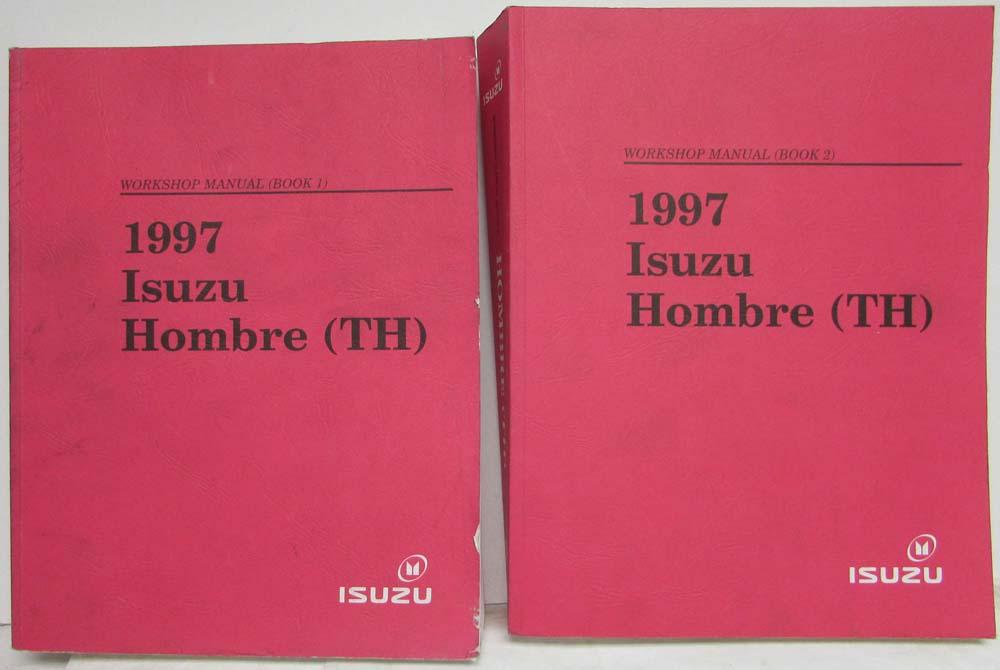 WORKSHOP MANUAL (BOOK 1)
1997
Isuzu
Hombre (TH)
ISUZU
ISUZU
HOMBRE
WORKSHOP MANUAL (BOOK 2)
1997
Isuzu
Hombre (TH)
ISUZU